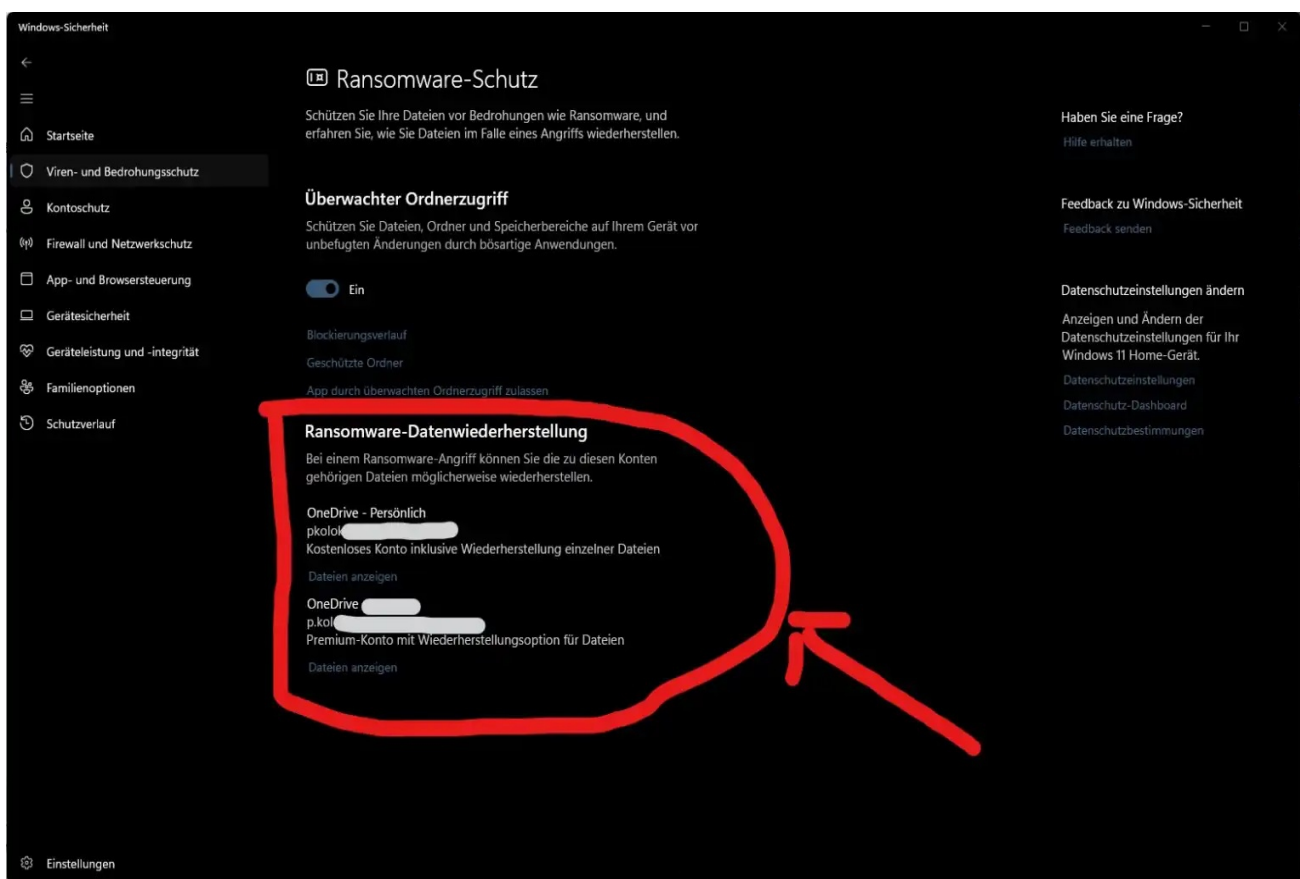 Windows-Sicherheit
Ransomware-Schutz
Schützen Sie Ihre Dateien vor Bedrohungen wie Ransomware, und
erfahren Sie, wie Sie Dateien im Falle eines Angriffs wiederherstellen.
Startseite
Viren- und Bedrohungsschutz
Kontoschutz
Firewall und Netzwerkschutz
App- und Browsersteuerung
Gerätesicherheit
Geräteleistung und -integrität
Familienoptionen
Schutzverlauf
Einstellungen
Überwachter Ordnerzugriff
Schützen Sie Dateien, Ordner und Speicherbereiche auf Ihrem Gerät vor
unbefugten Änderungen durch bösartige Anwendungen.
Ein
Blockierungsverlauf
Geschützte Ordner
App durch überwachten Ordnerzugriff zulassen
Ransomware-Datenwiederherstellung
Bei einem Ransomware-Angriff können Sie die zu diesen Konten
gehörigen Dateien möglicherweise wiederherstellen.
OneDrive - Persönlich
pkolok
Kostenloses Konto inklusive Wiederherstellung einzelner Dateien
Dateien anzeigen
OneDrive
p.kol
Premium-Konto mit Wiederherstellungsoption für Dateien
Dateien anzeigen
Haben Sie eine Frage?
Hilfe erhalten
Feedback zu Windows-Sicherheit
Feedback senden
Datenschutzeinstellungen ändern
Anzeigen und Ändern der
Datenschutzeinstellungen für Ihr
Windows 11 Home-Gerät.
Datenschutzeinstellungen
Datenschutz-Dashboard
Datenschutzbestimmungen